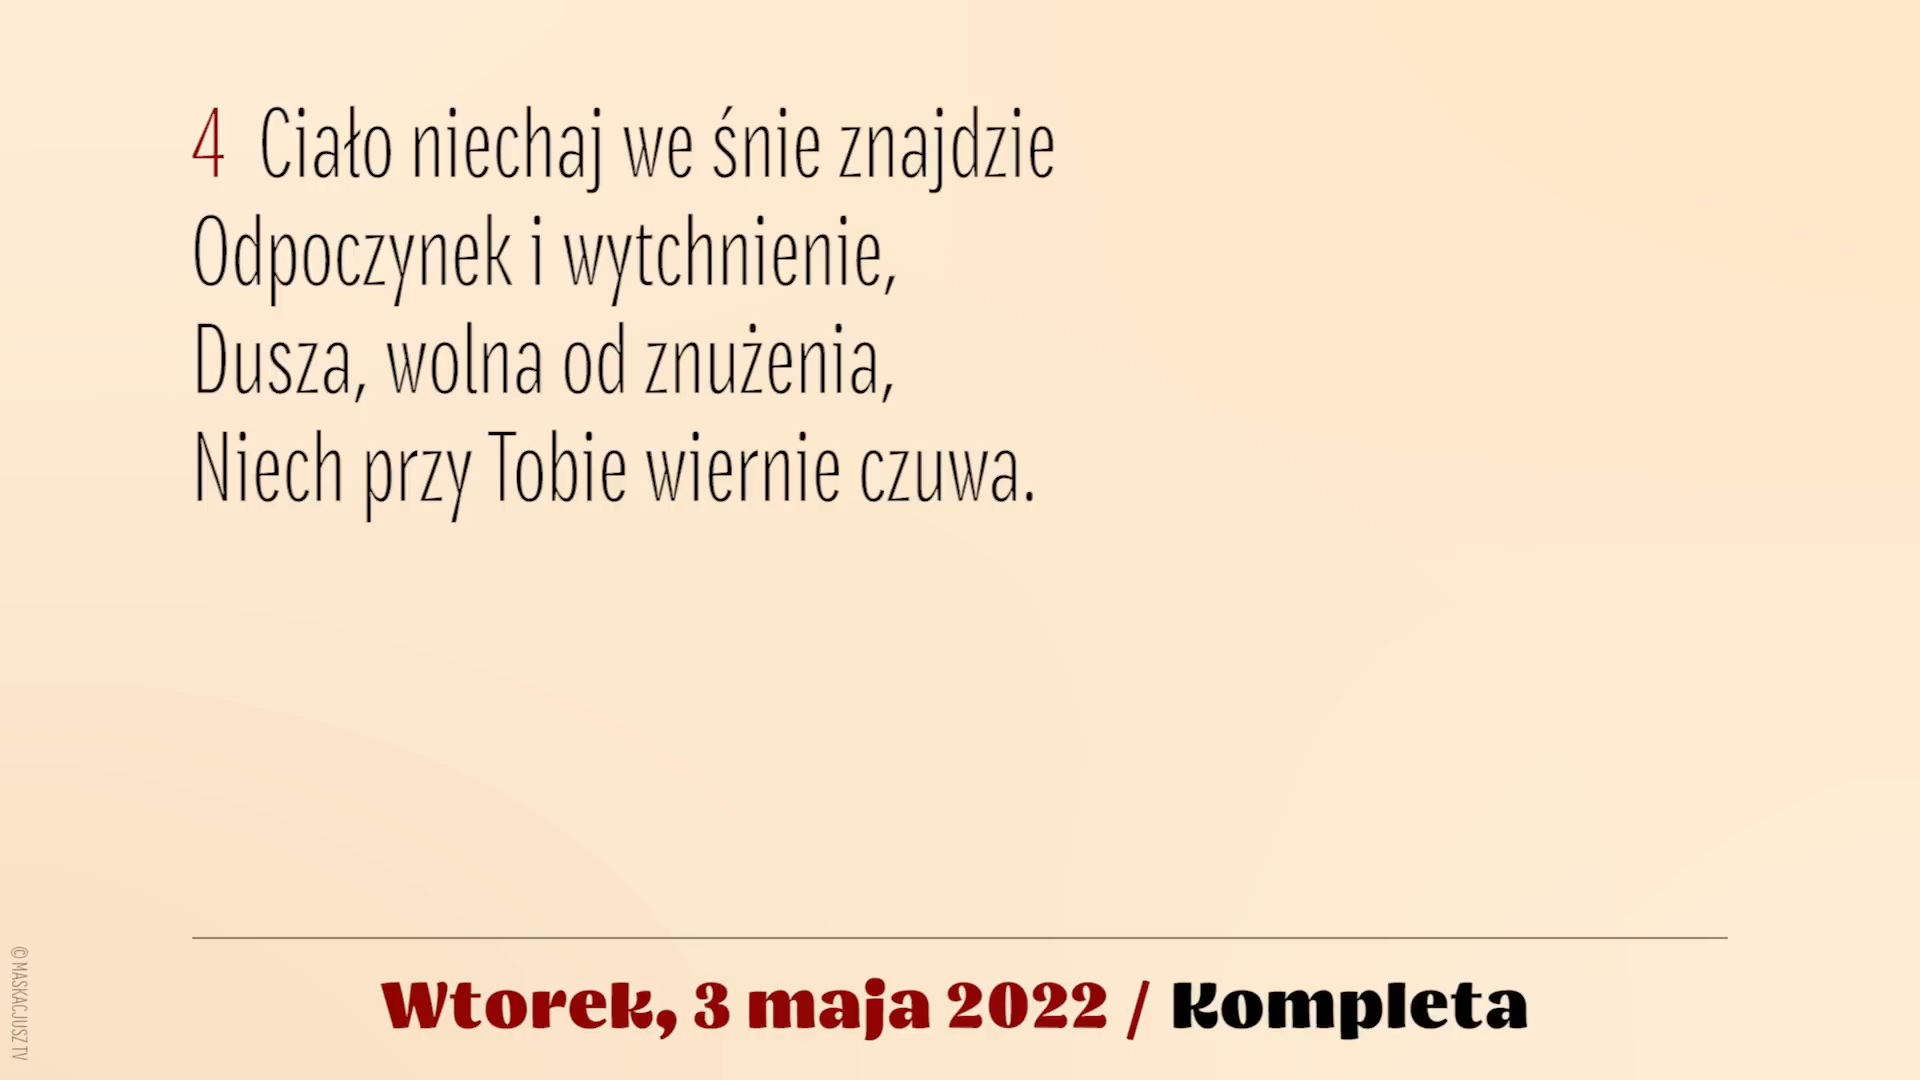 4 Ciało niechaj we śnie znajdzie
Odpoczynek i wytchnienie,
Dusza, wolna od znużenia,
Niech przy Tobie wiernie czuwa.
Wtorek, 3 maja 2022 / Kompleta
© MASKACJUSZ TV